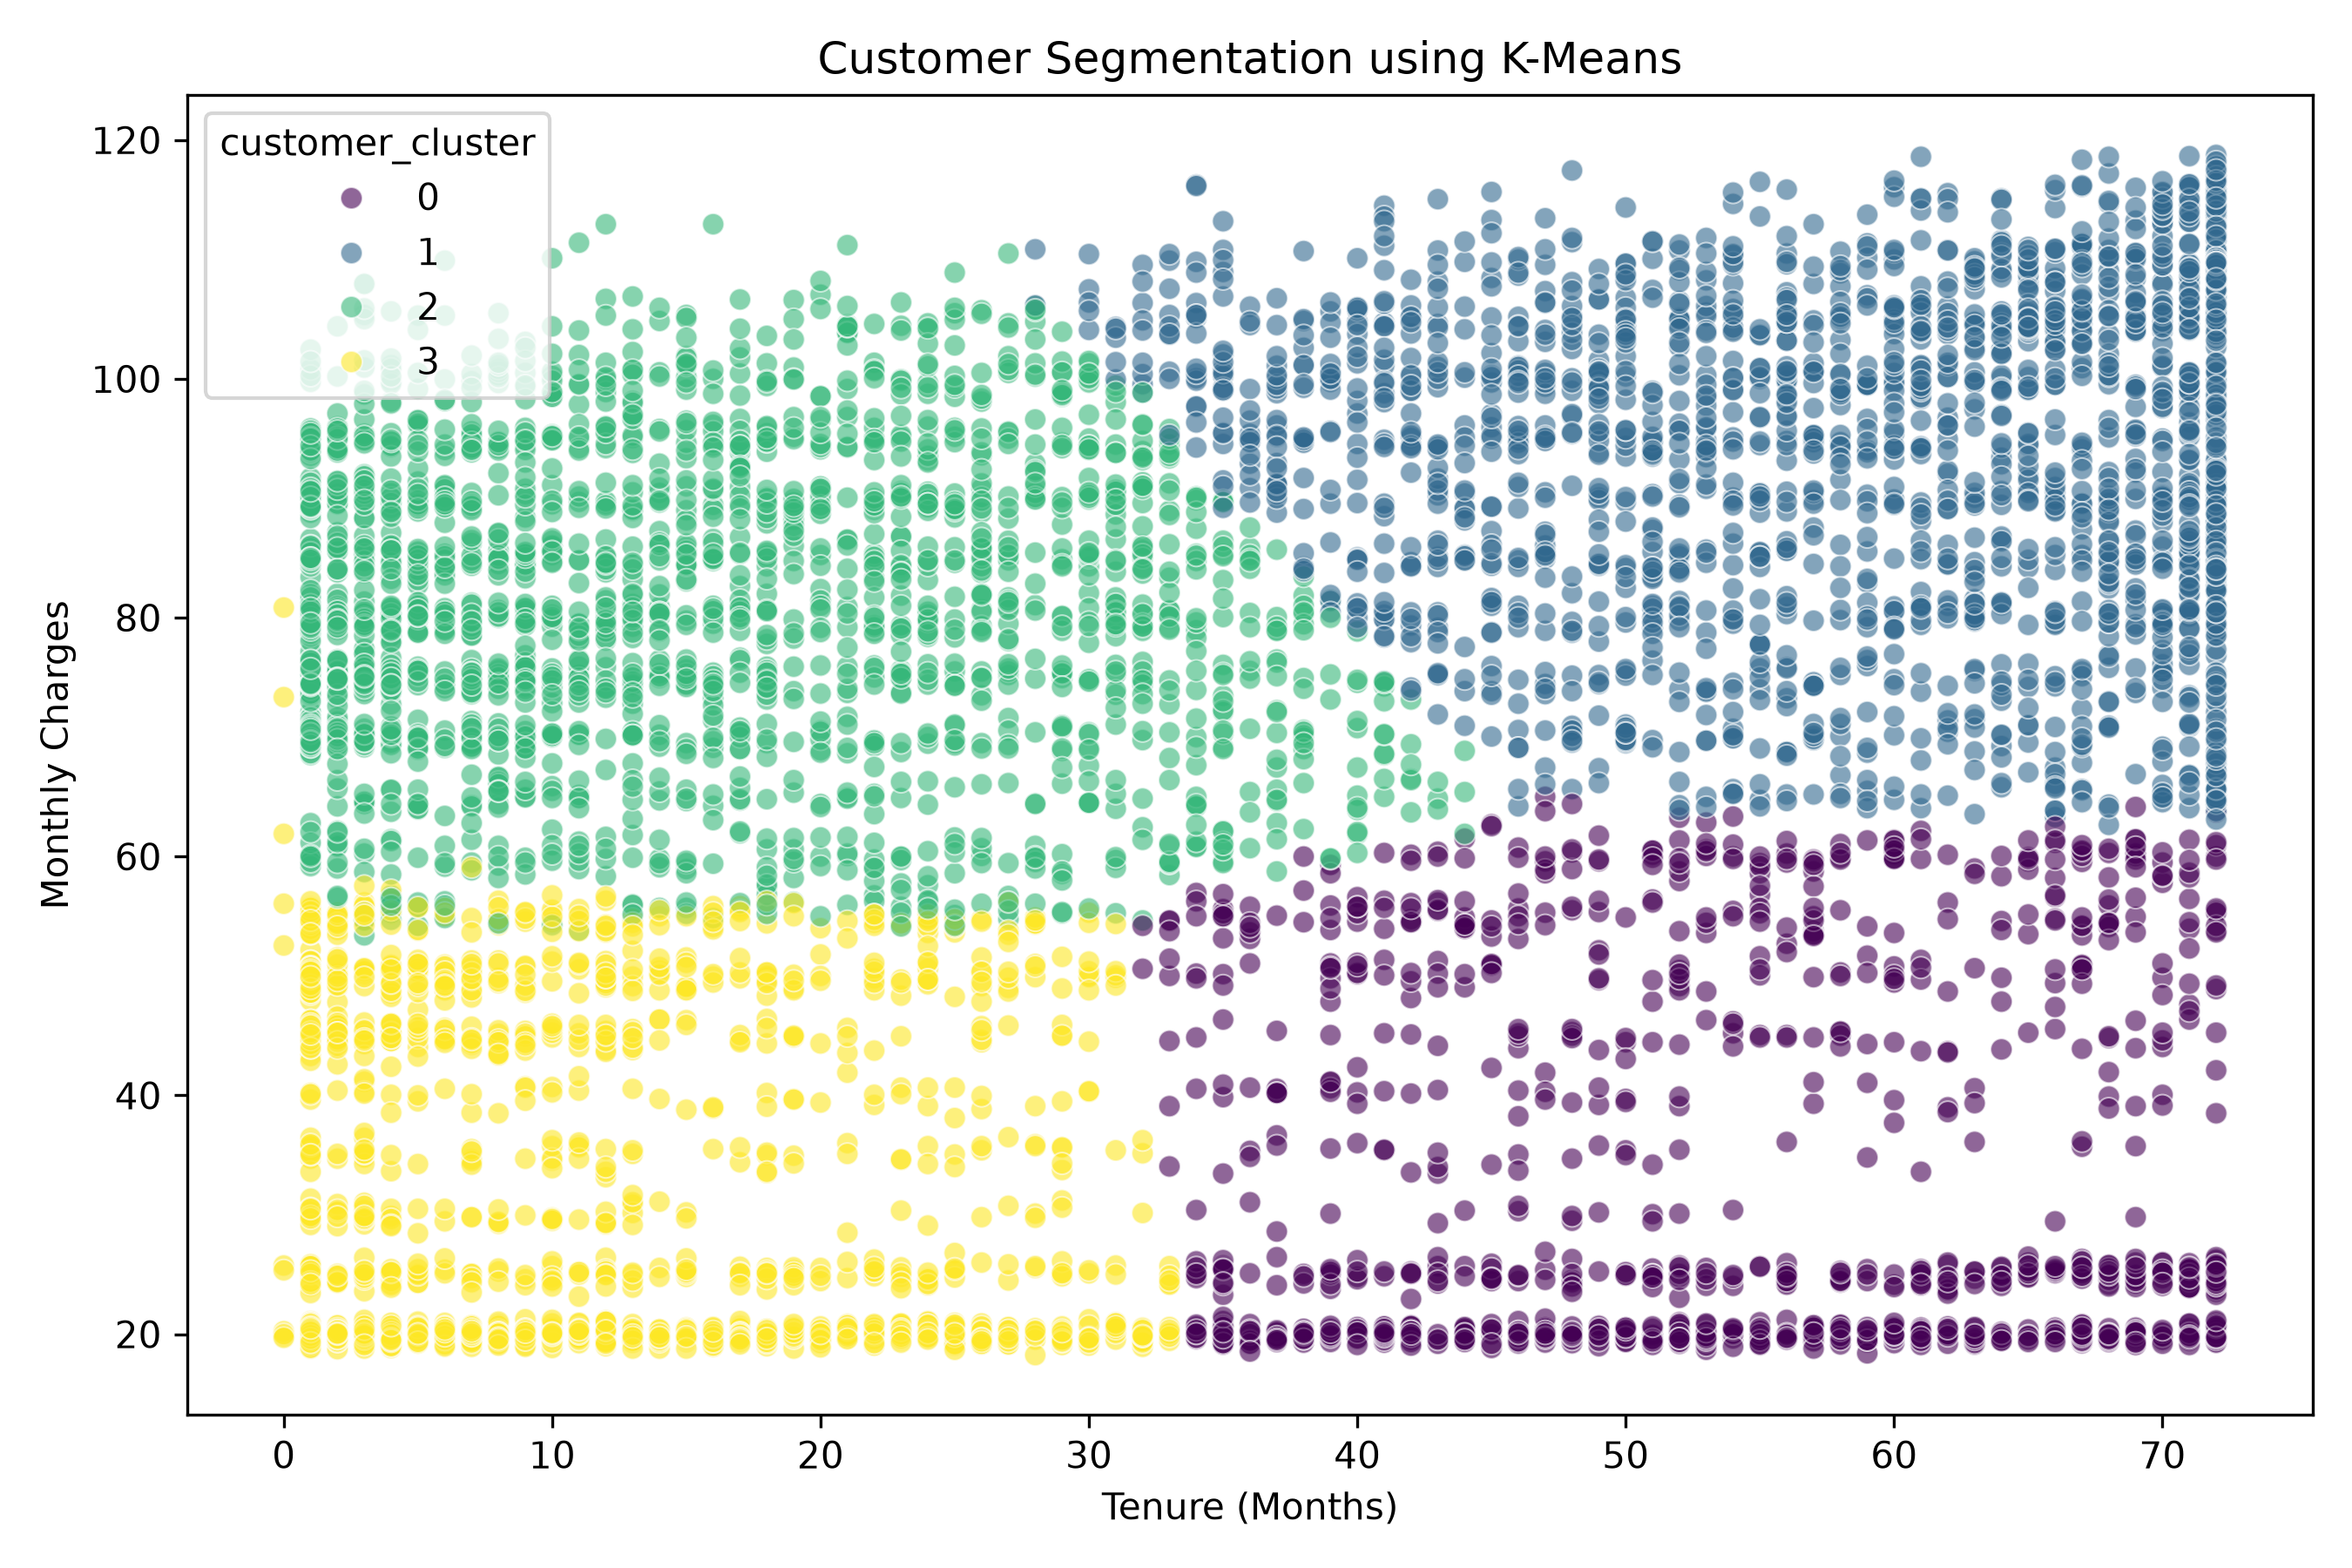 Customer Segmentation using K-Means
customer_cluster
0
1
2
3
120
100
80
60
40
20
Monthly Charges
0 10 20 30 40 50 60 70
Tenure (Months)